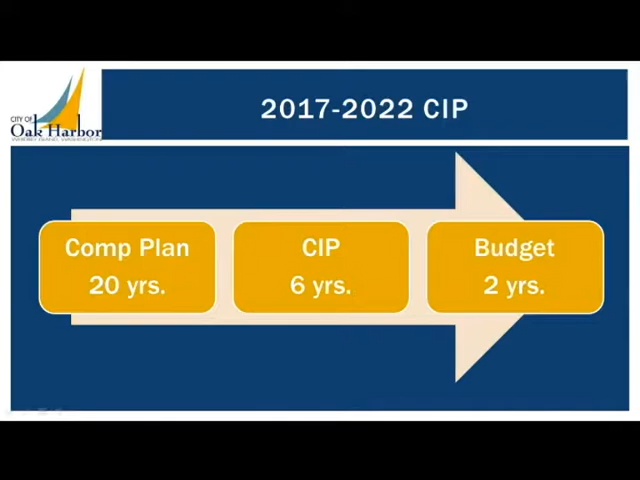 CITY OF
Oak Harbor
2017-2022 CIP
Comp Plan
20 yrs.
CIP
6 yrs.
Budget
2 yrs.